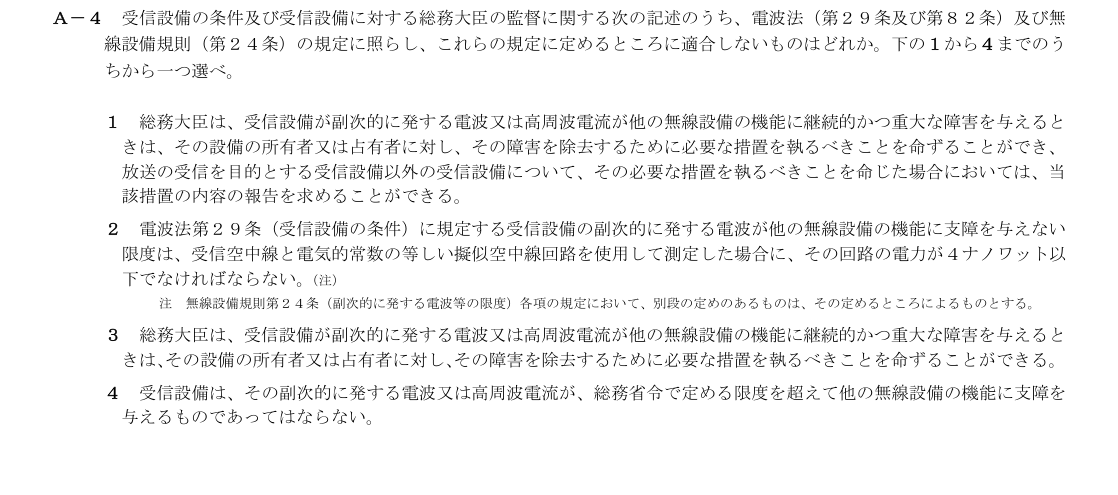 A－4　受信設備の条件及び受信設備に対する総務大臣の監督に関する次の記述のうち、電波法（第２９条及び第８２条）及び無
線設備規則（第２４条）の規定に照らし、これらの規定に定めるところに適合しないものはどれか。下の１から４までのう
ちから一つ選べ。
1　総務大臣は、受信設備が副次的に発する電波又は高周波電流が他の無線設備の機能に継続的かつ重大な障害を与えると
きは、その設備の所有者又は占有者に対し、その障害を除去するために必要な措置を執るべきことを命ずることができ、
放送の受信を目的とする受信設備以外の受信設備について、その必要な措置を執るべきことを命じた場合においては、当
該措置の内容の報告を求めることができる。
2　電波法第２９条（受信設備の条件）に規定する受信設備の副次的に発する電波が他の無線設備の機能に支障を与えない
限度は、受信空中線と電気的常数の等しい擬似空中線回路を使用して測定した場合に、その回路の電力が４ナノワット以
下でなければならない。（注）
注　無線設備規則第２４条（副次的に発する電波等の限度）各項の規定において、別段の定めのあるものは、その定めるところによるものとする。
3　総務大臣は、受信設備が副次的に発する電波又は高周波電流が他の無線設備の機能に継続的かつ重大な障害を与えると
きは、その設備の所有者又は占有者に対し、その障害を除去するために必要な措置を執るべきことを命ずることができる。
4　受信設備は、その副次的に発する電波又は高周波電流が、総務省令で定める限度を超えて他の無線設備の機能に支障を
与えるものであってはならない。